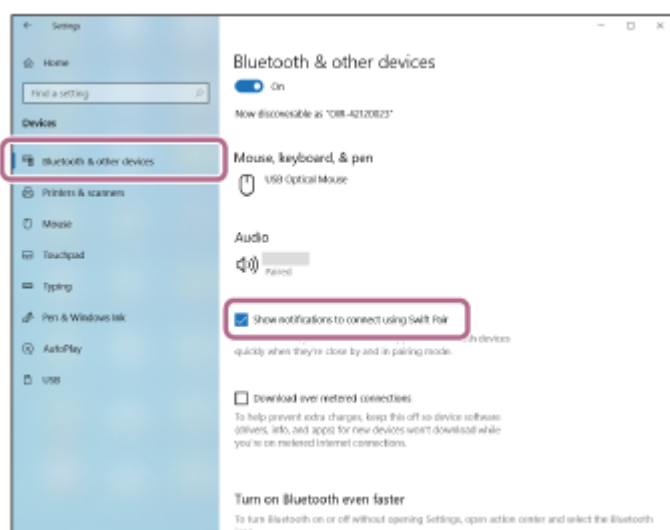 Settings
Home
Find a setting
Devices
Bluetooth & other devices
Printers & scanners
Mouse
Touchpad
Typing
Pen & Windows Ink
AutoPlay
USB
Bluetooth & other devices
On
Now discoverable as
Mouse, keyboard, & pen
USB Optical Mouse
Audio
Paired
Show notifications to connect using Swift Pair
devices
quickly when they're close by and in pairing mode.
Download over metered connections
To help prevent extra charges, keep this off so device software
(drivers, info, and apps) for new devices won't download while
you're on metered Internet connections.
Turn on Bluetooth even faster
To turn Bluetooth on or off without opening Settings, open action center and select the Bluetooth